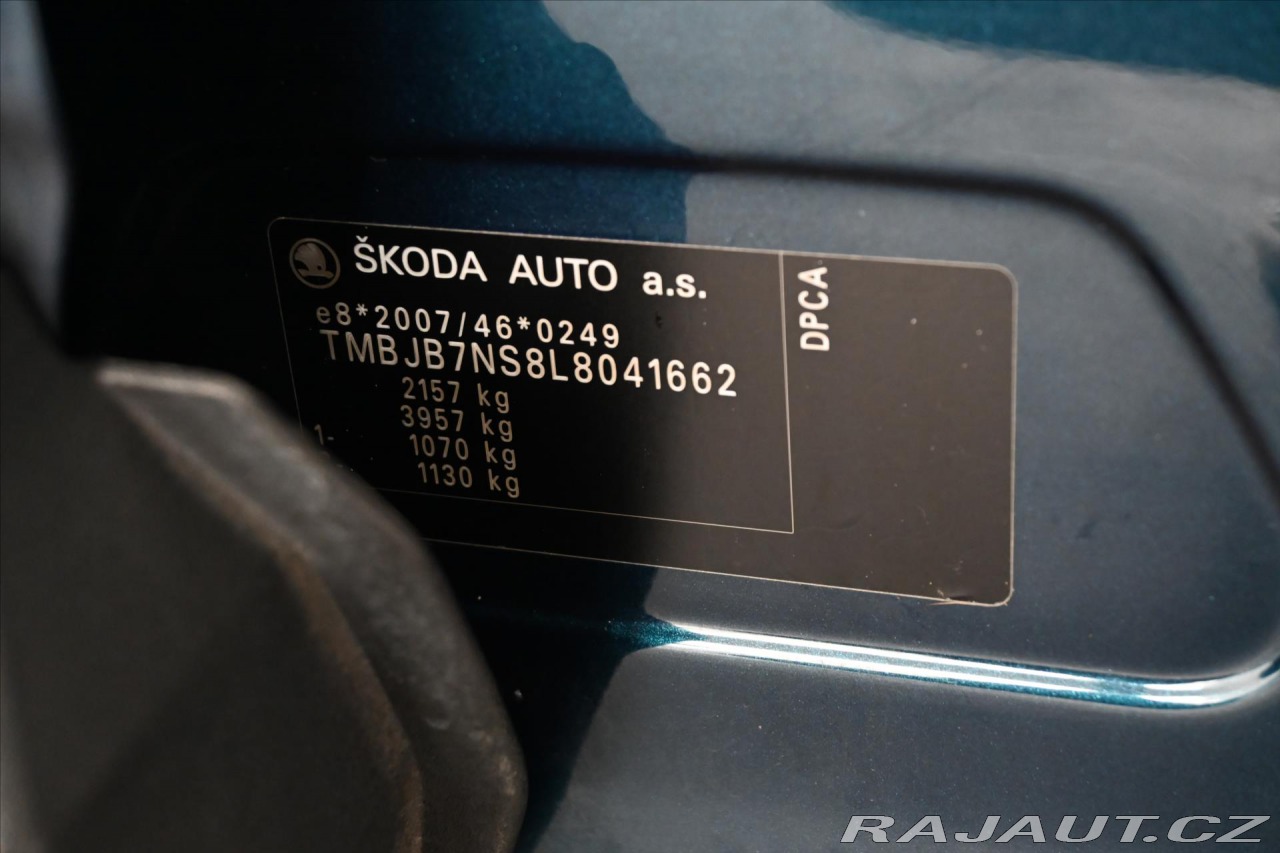 ŠKODA AUTO a.s.
e8*2007/46*0249
TMBJB7NS8L8041662
2157 kg
3957 kg
1- 1070 kg
1130 kg
DPCA
RAJAUT.CZ